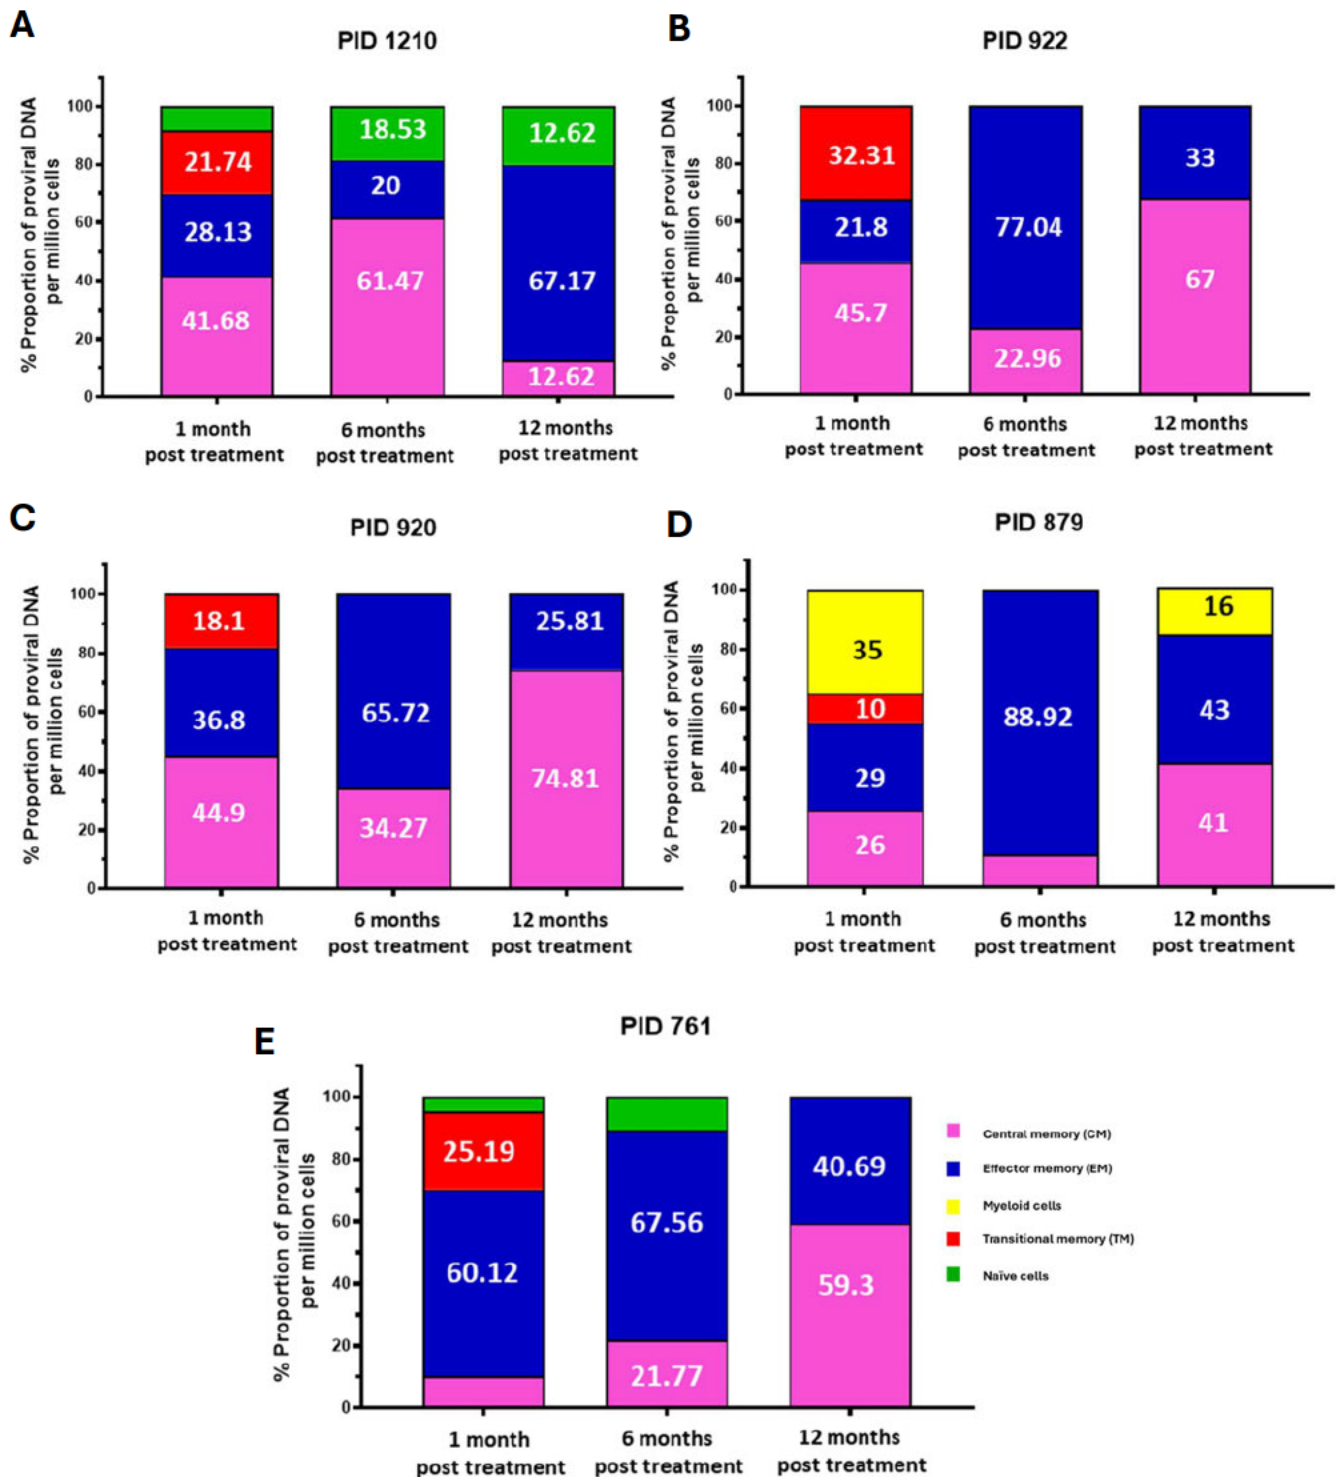 A
PID 1210
% Proportion of proviral DNA
per million cells
100
80
60
40
20
0
21.74
28.13
41.68
18.53
20
61.47
12.62
67.17
12.62
1 month
post treatment
6 months
post treatment
12 months
post treatment
B
PID 922
% Proportion of proviral DNA
per million cells
100
80
60
40
20
0
32.31
21.8
45.7
77.04
22.96
33
67
1 month
post treatment
6 months
post treatment
12 months
post treatment
C
PID 920
% Proportion of proviral DNA
per million cells
100
80
60
40
20
0
18.1
36.8
44.9
65.72
34.27
25.81
74.81
1 month
post treatment
6 months
post treatment
12 months
post treatment
D
PID 879
% Proportion of proviral DNA
per million cells
100
80
60
40
20
0
35
10
29
26
88.92
16
43
41
1 month
post treatment
6 months
post treatment
12 months
post treatment
E
PID 761
% Proportion of proviral DNA
per million cells
100
80
60
40
20
0
25.19
60.12
67.56
21.77
40.69
59.3
1 month
post treatment
6 months
post treatment
12 months
post treatment
Central memory (CM)
Effector memory (EM)
Myeloid cells
Transitional memory (TM)
Naïve cells